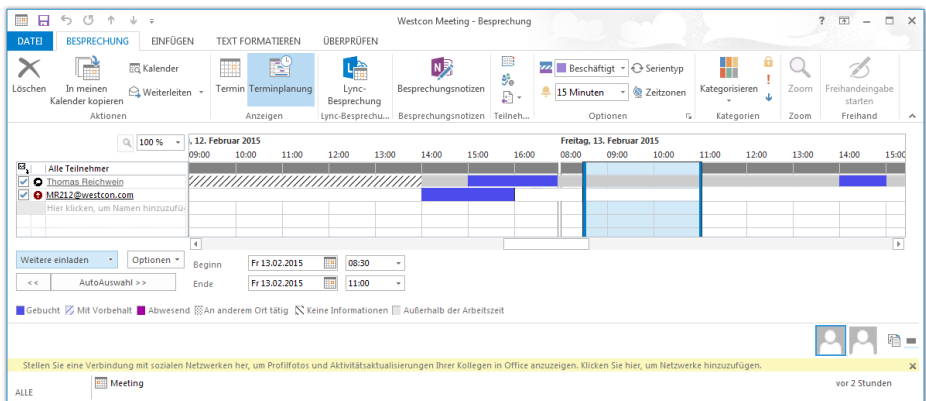 Westcon Meeting - Besprechung
DATEI BESPRECHUNG EINFÜGEN TEXT FORMATIEREN ÜBERPRÜFEN
Löschen
In meinen Kalender kopieren
Kalender
Weiterleiten
Aktionen
Termin
Terminplanung
Anzeigen
Lync-Besprechung
Lync-Besprechu...
Besprechungsnotizen
Besprechungsnotizen
Teilneh...
Beschäftigt
Serientyp
15 Minuten
Zeitzonen
Optionen
Kategorisieren
Kategorien
Zoom
Zoom
Freihandeingabe starten
Freihand
100 %
, 12. Februar 2015
Freitag, 13. Februar 2015
09:00 10:00 11:00 12:00 13:00 14:00 15:00 16:00 08:00 09:00 10:00 11:00 12:00 13:00 14:00 15:00
Alle Teilnehmer
Thomas Reichwein
MR212@westcon.com
Hier klicken, um Namen hinzuzufü
Weitere einladen
Optionen
<< AutoAuswahl >>
Beginn Fr 13.02.2015 08:30
Ende Fr 13.02.2015 11:00
Gebucht Mit Vorbehalt Abwesend An anderem Ort tätig Keine Informationen Außerhalb der Arbeitszeit
Stellen Sie eine Verbindung mit sozialen Netzwerken her, um Profilfotos und Aktivitätsaktualisierungen Ihrer Kollegen in Office anzuzeigen. Klicken Sie hier, um Netzwerke hinzuzufügen.
ALLE
Meeting
vor 2 Stunden